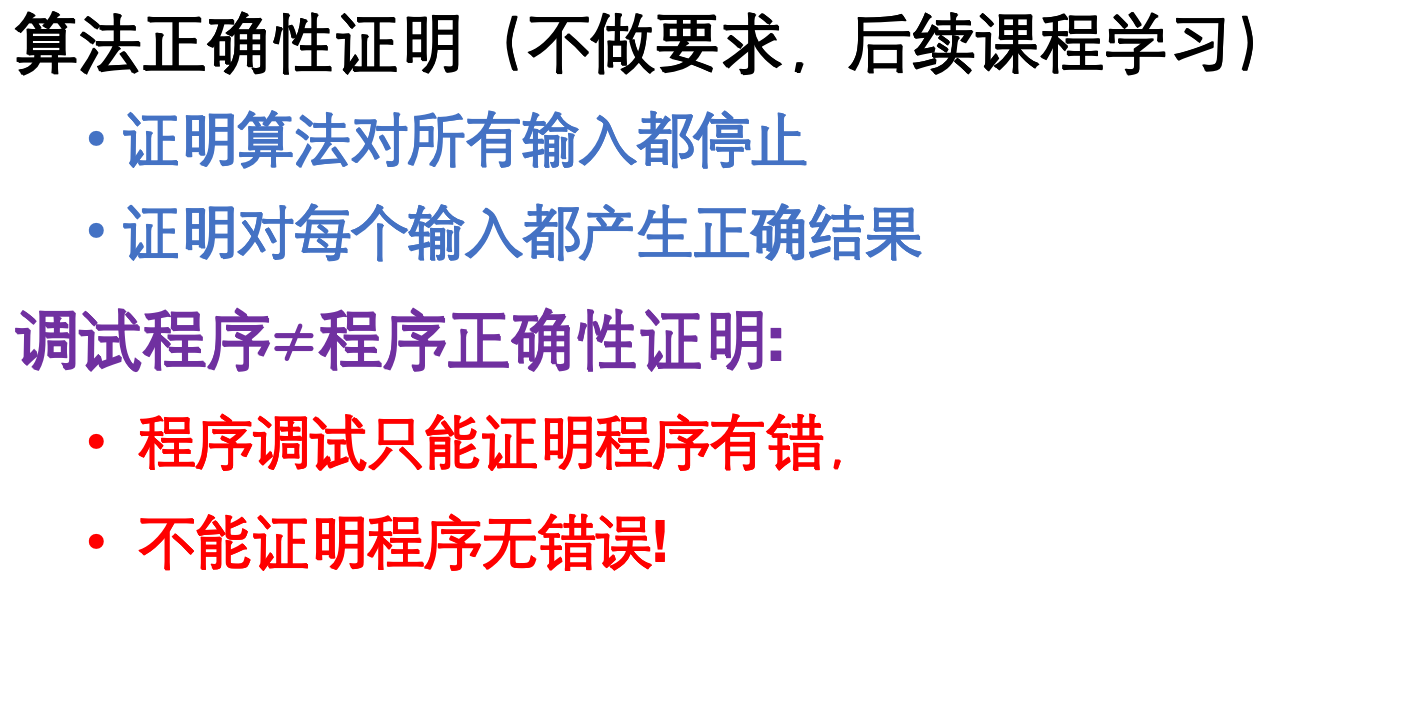 算法正确性证明（不做要求，后续课程学习）
• 证明算法对所有输入都停止
• 证明对每个输入都产生正确结果
调试程序≠程序正确性证明:
• 程序调试只能证明程序有错，
• 不能证明程序无错误!